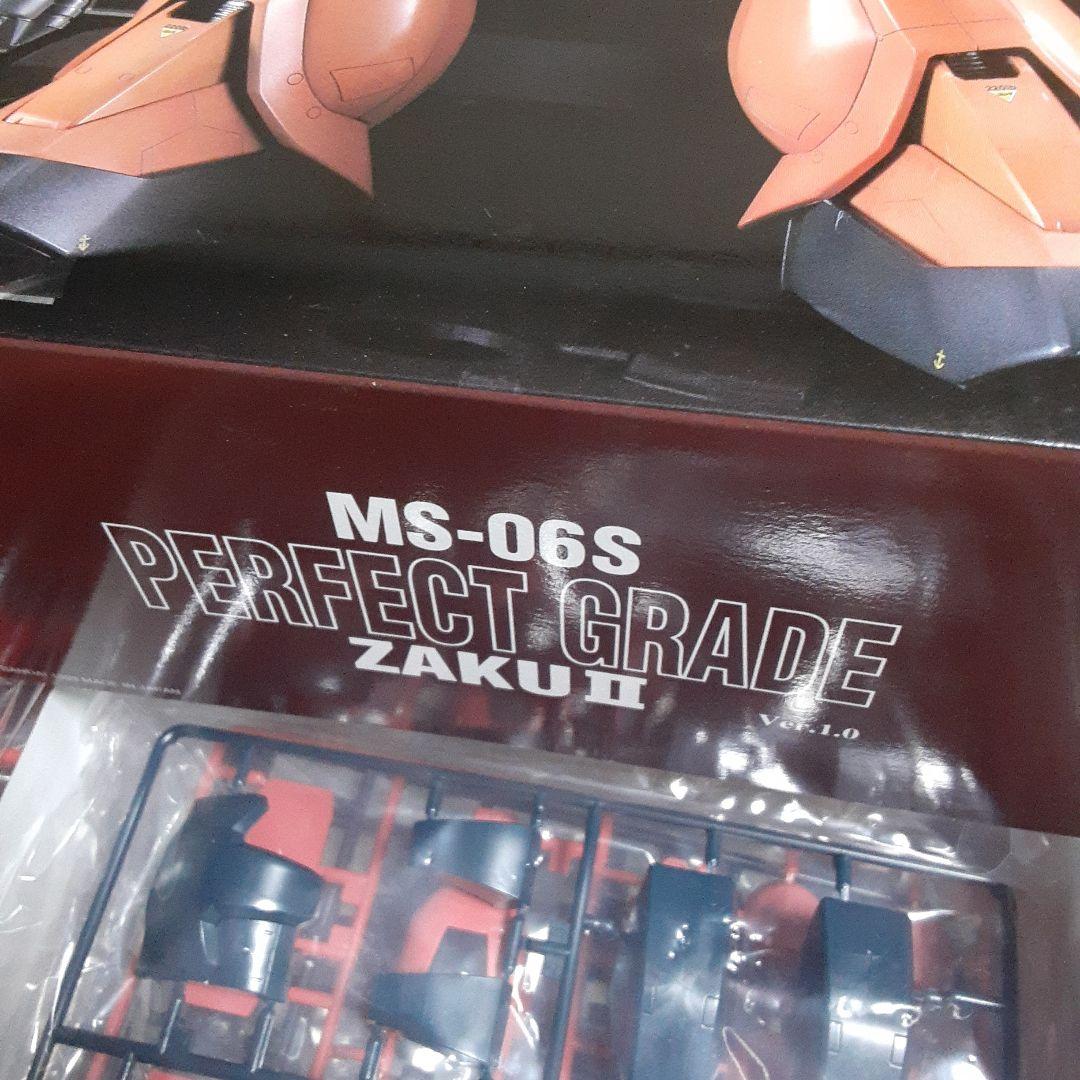 MS-06S
PERFECT GRADE
ZAKU II
Ver.1.0